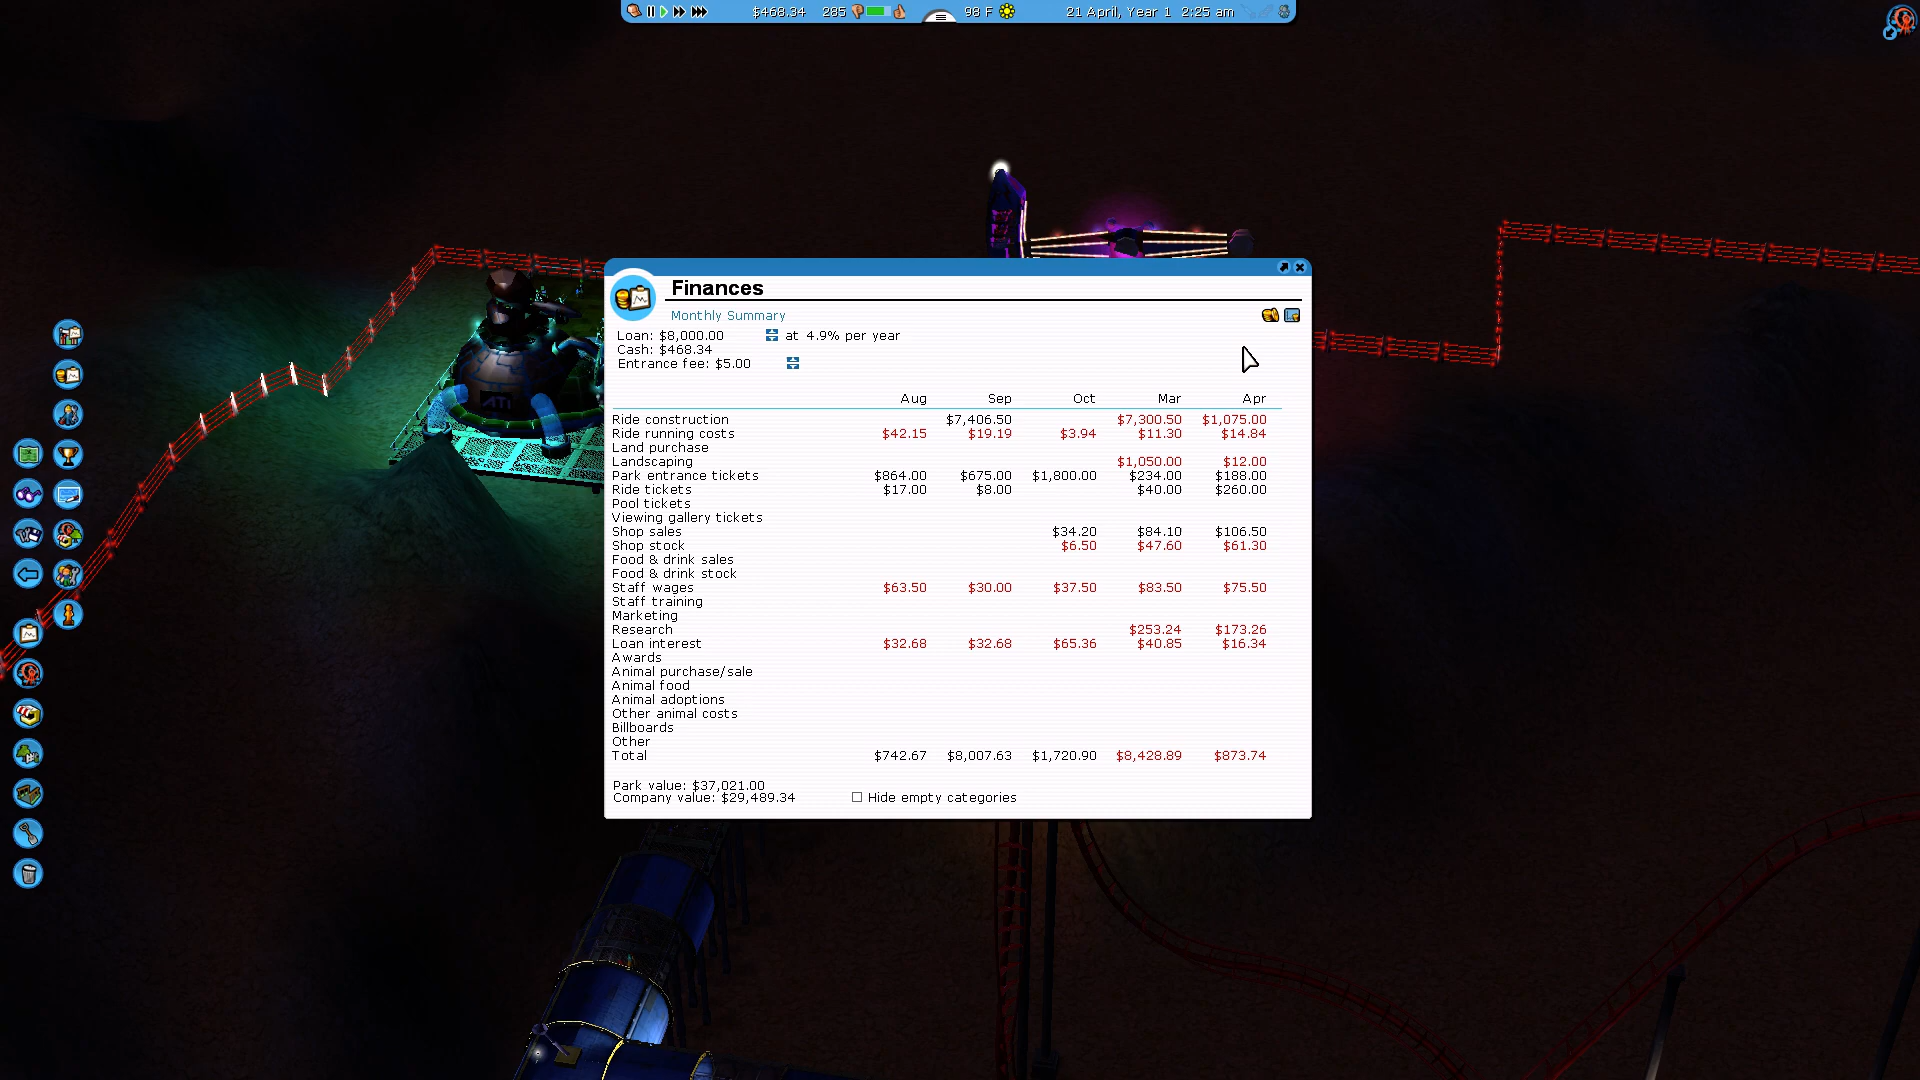 $468.34 285 98 F 21 April, Year 1 2:25 am
Finances
Monthly Summary
Loan: $8,000.00 at 4.9% per year
Cash: $468.34
Entrance fee: $5.00
Aug Sep Oct Mar Apr
Ride construction $7,406.50 $7,300.50 $1,075.00
Ride running costs $42.15 $19.19 $3.94 $11.30 $14.84
Land purchase
Landscaping $1,050.00 $12.00
Park entrance tickets $864.00 $675.00 $1,800.00 $234.00 $188.00
Ride tickets $17.00 $8.00 $40.00 $260.00
Pool tickets
Viewing gallery tickets
Shop sales $34.20 $84.10 $106.50
Shop stock $6.50 $47.60 $61.30
Food & drink sales
Food & drink stock
Staff wages $63.50 $30.00 $37.50 $83.50 $75.50
Staff training
Marketing
Research $253.24 $173.26
Loan interest $32.68 $32.68 $65.36 $40.85 $16.34
Awards
Animal purchase/sale
Animal food
Animal adoptions
Other animal costs
Billboards
Other
Total $742.67 $8,007.63 $1,720.90 $8,428.89 $873.74
Park value: $37,021.00
Company value: $29,489.34 Hide empty categories
ATI